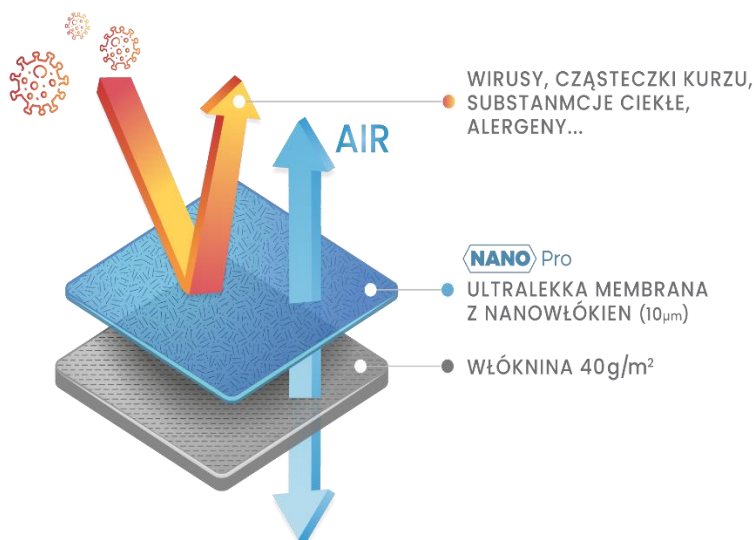 WIRUSY, CZĄSTECZKI KURZU,
SUBSTANMCJE CIEKŁE,
ALERGENY...
AIR
NANO Pro
ULTRALEKKA MEMBRANA
Z NANOWŁÓKIEN (10µm)
WŁÓKNINA 40g/m²